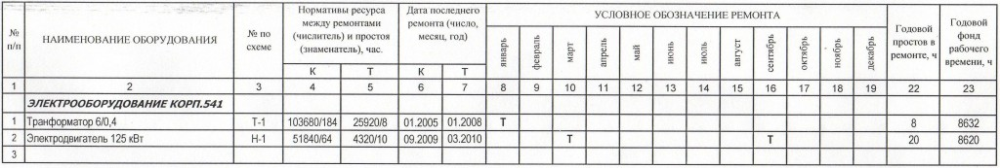 № п/п | НАИМЕНОВАНИЕ ОБОРУДОВАНИЯ | № по схеме | Нормативы ресурса между ремонтами (числитель) и простоя (знаменатель), час. | Дата последнего ремонта (число, месяц, год) | УСЛОВНОЕ ОБОЗНАЧЕНИЕ РЕМОНТА | Годовой простов в ремонте, ч | Годовой фонд рабочего времени, ч
К | Т | К | Т | январь | февраль | март | апрель | май | июнь | июль | август | сентябрь | октябрь | ноябрь | декабрь
1 | 2 | 3 | 4 | 5 | 6 | 7 | 8 | 9 | 10 | 11 | 12 | 13 | 14 | 15 | 16 | 17 | 18 | 19 | 22 | 23
ЭЛЕКТРООБОРУДОВАНИЕ КОРП.541
1 | Транформатор 6/0,4 | Т-1 | 103680/184 | 25920/8 | 01.2005 | 01.2008 | Т | 8 | 8632
2 | Электродвигатель 125 кВт | Н-1 | 51840/64 | 4320/10 | 09.2009 | 03.2010 | Т | Т | 20 | 8620
3